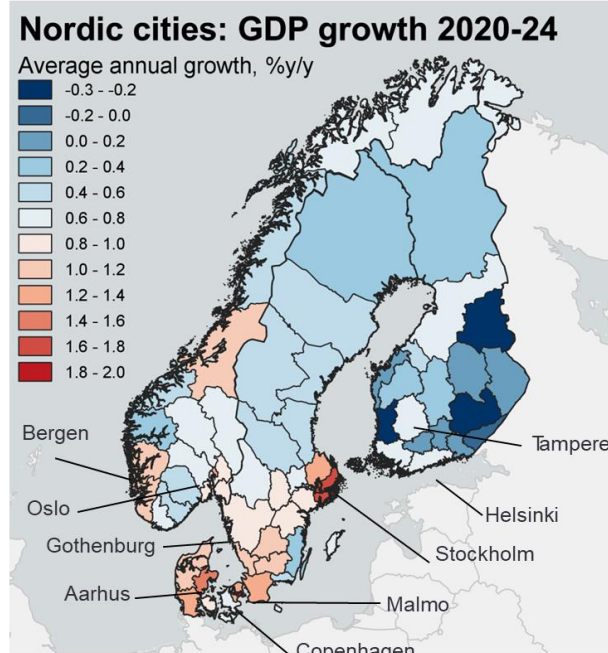 Nordic cities: GDP growth 2020-24
Average annual growth, %y/y
-0.3 - -0.2
-0.2 - 0.0
0.0 - 0.2
0.2 - 0.4
0.4 - 0.6
0.6 - 0.8
0.8 - 1.0
1.0 - 1.2
1.2 - 1.4
1.4 - 1.6
1.6 - 1.8
1.8 - 2.0
Bergen
Tampere
Oslo
Helsinki
Gothenburg
Stockholm
Aarhus
Malmo
Copenhagen